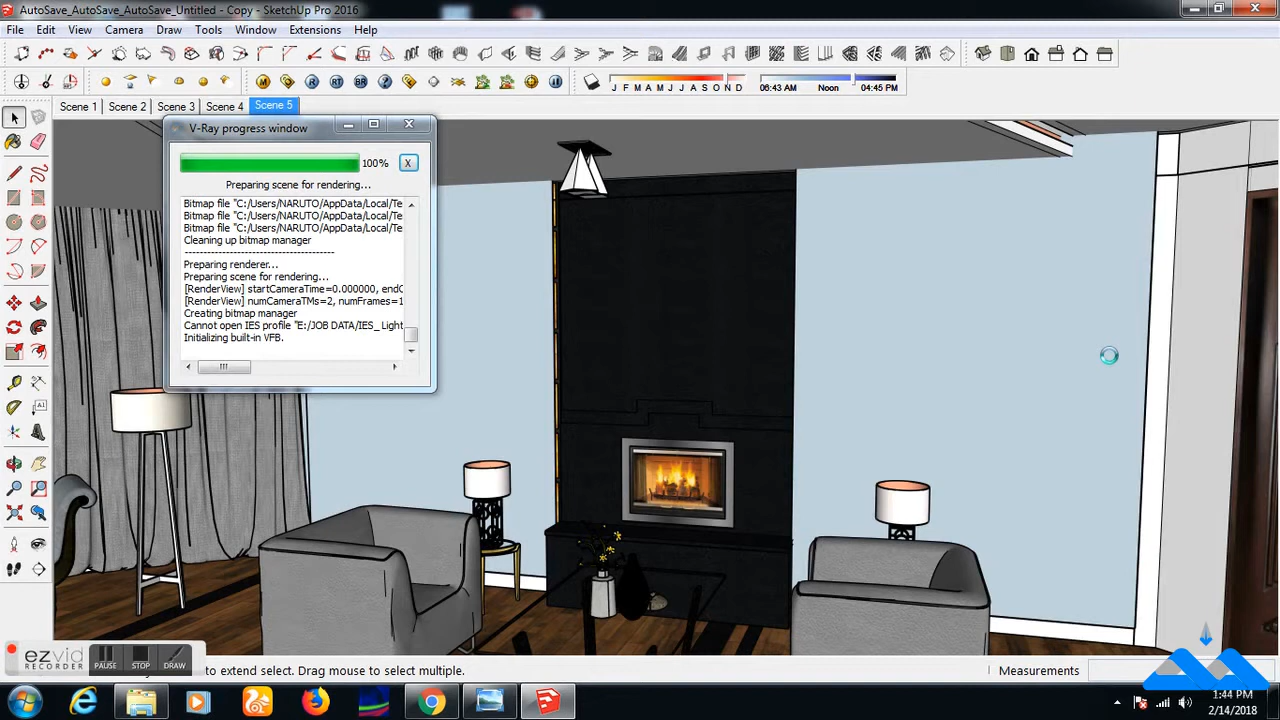 AutoSave_AutoSave_AutoSave_Untitled - Copy - SketchUp Pro 2016
File Edit View Camera Draw Tools Window Extensions Help
M R RT BR
J F M A M J J A S O N D 06:43 AM Noon 04:45 PM
Scene 1 Scene 2 Scene 3 Scene 4 Scene 5
V-Ray progress window
100% X
Preparing scene for rendering...
Bitmap file "C:/Users/NARUTO/AppData/Local/Te
Bitmap file "C:/Users/NARUTO/AppData/Local/Te
Bitmap file "C:/Users/NARUTO/AppData/Local/Te
Cleaning up bitmap manager
----------------------------------------
Preparing renderer...
Preparing scene for rendering...
[RenderView] startCameraTime=0.000000, endC
[RenderView] numCameraTMs=2, numFrames=1
Creating bitmap manager
Cannot open IES profile "E:/JOB DATA/IES_ Light
Initializing built-in VFB.
ezvid
RECORDER
PAUSE STOP DRAW
to extend select. Drag mouse to select multiple.
Measurements
1:44 PM
2/14/2018